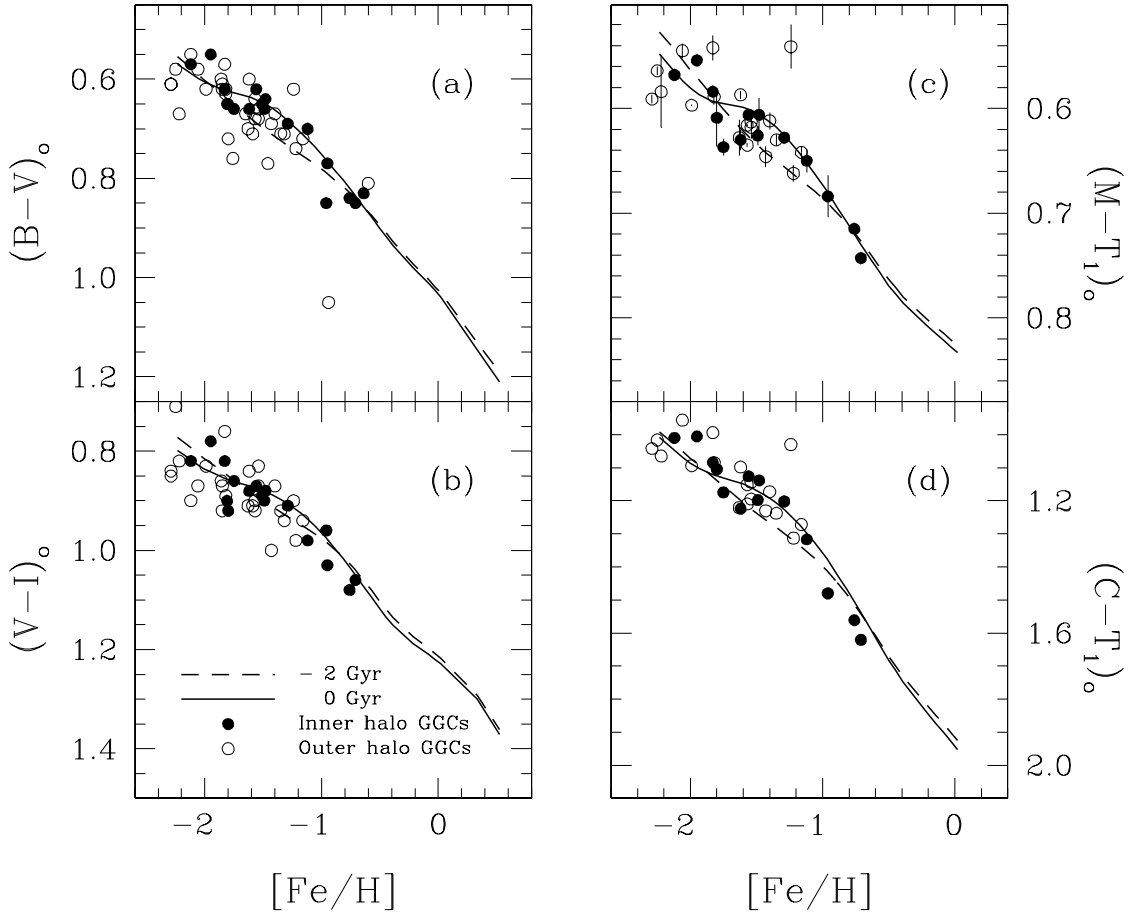 (a)
(B−V)o
0.6
0.8
1.0
1.2
(b)
(V−I)o
0.8
1.0
1.2
1.4
− 2 Gyr
0 Gyr
Inner halo GGCs
Outer halo GGCs
−2
−1
0
[Fe/H]
(c)
(M−T1)o
0.6
0.7
0.8
(d)
(C−T1)o
1.2
1.6
2.0
−2
−1
0
[Fe/H]